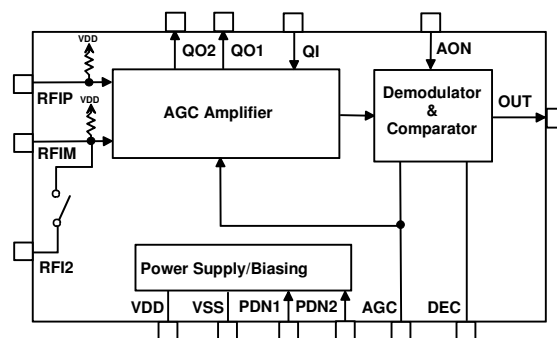 VDD
QO2
QO1
QI
AON
RFIP
VDD
AGC Amplifier
Demodulator
&
Comparator
OUT
RFIM
RFI2
Power Supply/Biasing
VDD
VSS
PDN1
PDN2
AGC
DEC